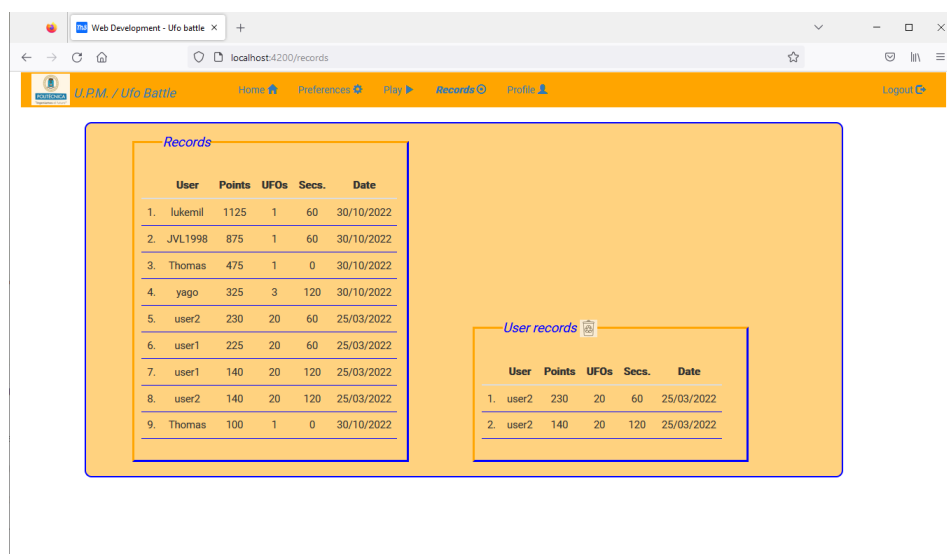 Web Development - Ufo battle
localhost:4200/records
POLITÉCNICA
U.P.M. / Ufo Battle Home Preferences Play Records Profile Logout
Records
User Points UFOs Secs. Date
1. lukemil 1125 1 60 30/10/2022
2. JVL1998 875 1 60 30/10/2022
3. Thomas 475 1 0 30/10/2022
4. yago 325 3 120 30/10/2022
5. user2 230 20 60 25/03/2022
6. user1 225 20 60 25/03/2022
7. user1 140 20 120 25/03/2022
8. user2 140 20 120 25/03/2022
9. Thomas 100 1 0 30/10/2022
User records
User Points UFOs Secs. Date
1. user2 230 20 60 25/03/2022
2. user2 140 20 120 25/03/2022